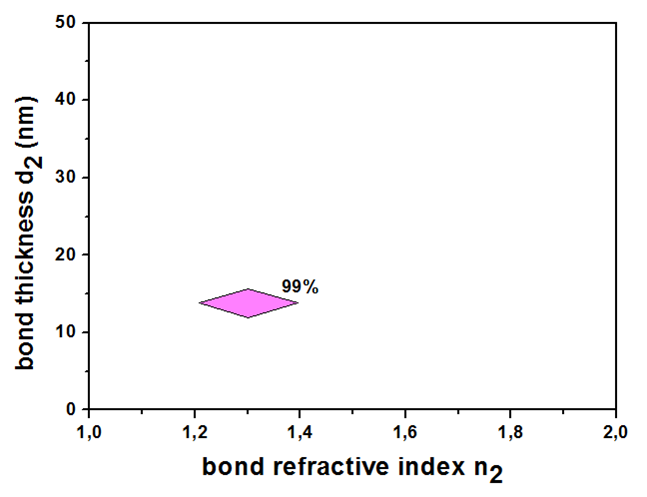 50
40
30
20
10
0
99%
1,0 1,2 1,4 1,6 1,8 2,0
bond refractive index n2
bond thickness d2 (nm)